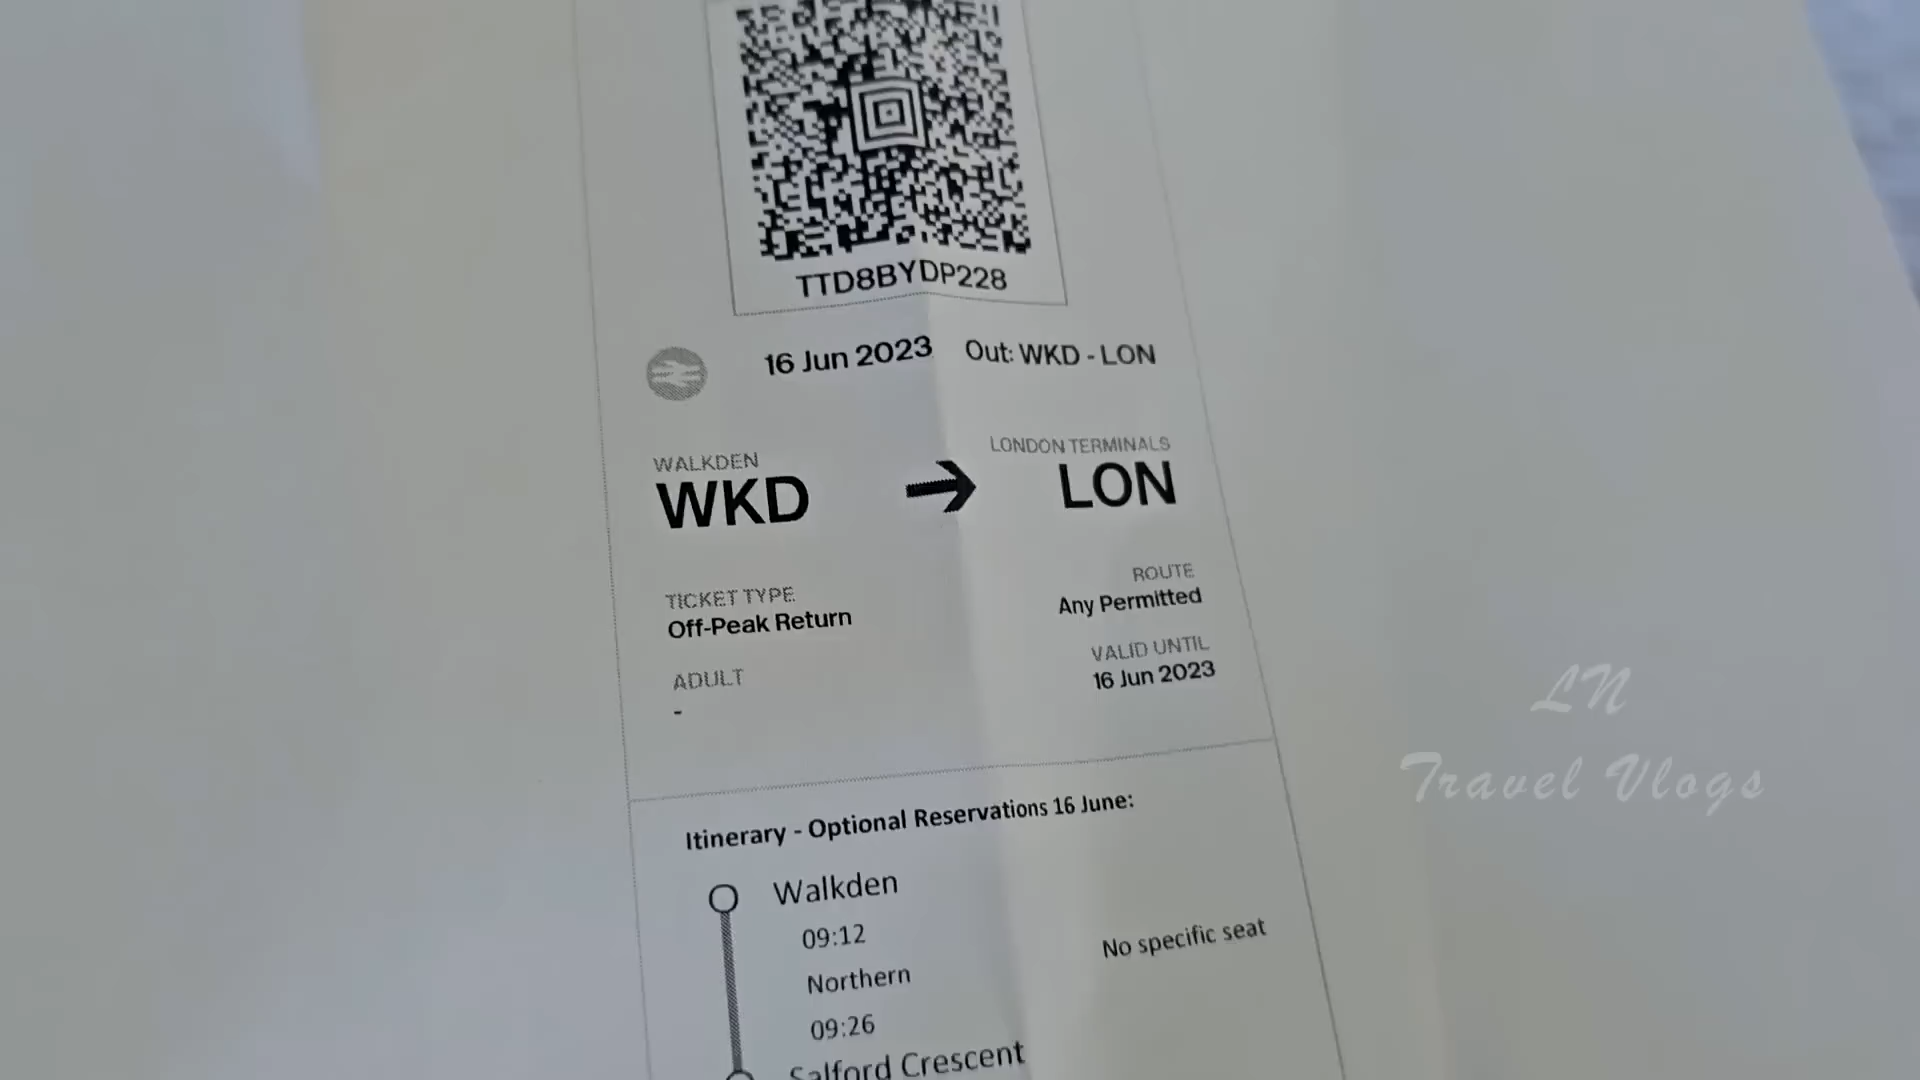 TTD8BYDP228
16 Jun 2023 Out: WKD - LON
WALKDEN LONDON TERMINALS
WKD → LON
TICKET TYPE ROUTE
Off-Peak Return Any Permitted
ADULT VALID UNTIL
- 16 Jun 2023
Itinerary - Optional Reservations 16 June:
Walkden
09:12
Northern No specific seat
09:26
Salford Crescent
LN
Travel Vlogs